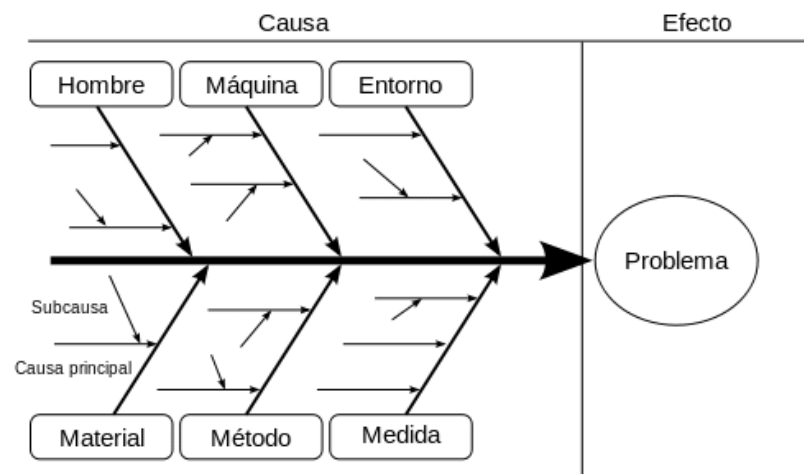 Causa
Efecto
Hombre
Máquina
Entorno
Problema
Subcausa
Causa principal
Material
Método
Medida